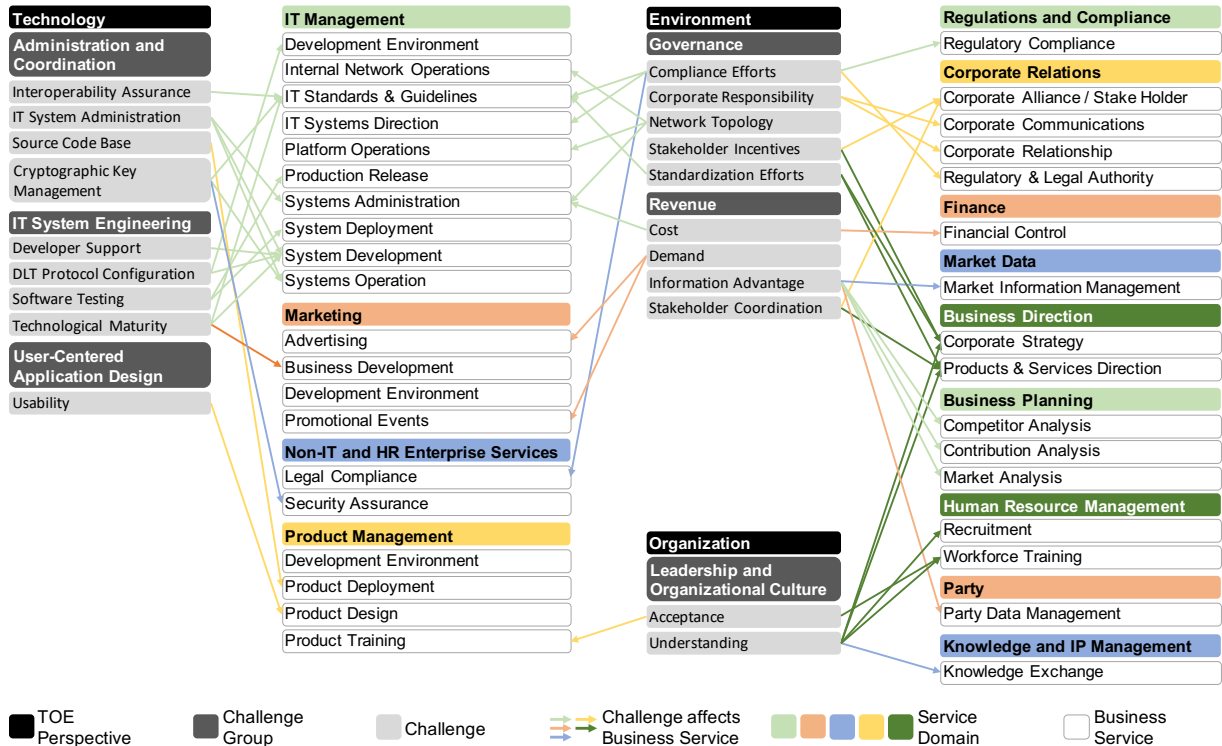 Technology
Administration and
Coordination
Interoperability Assurance
IT System Administration
Source Code Base
Cryptographic Key
Management
IT System Engineering
Developer Support
DLT Protocol Configuration
Software Testing
Technological Maturity
User-Centered
Application Design
Usability
IT Management
Development Environment
Internal Network Operations
IT Standards & Guidelines
IT Systems Direction
Platform Operations
Production Release
Systems Administration
System Deployment
System Development
Systems Operation
Marketing
Advertising
Business Development
Development Environment
Promotional Events
Non-IT and HR Enterprise Services
Legal Compliance
Security Assurance
Product Management
Development Environment
Product Deployment
Product Design
Product Training
Environment
Governance
Compliance Efforts
Corporate Responsibility
Network Topology
Stakeholder Incentives
Standardization Efforts
Revenue
Cost
Demand
Information Advantage
Stakeholder Coordination
Organization
Leadership and
Organizational Culture
Acceptance
Understanding
Regulations and Compliance
Regulatory Compliance
Corporate Relations
Corporate Alliance / Stake Holder
Corporate Communications
Corporate Relationship
Regulatory & Legal Authority
Finance
Financial Control
Market Data
Market Information Management
Business Direction
Corporate Strategy
Products & Services Direction
Business Planning
Competitor Analysis
Contribution Analysis
Market Analysis
Human Resource Management
Recruitment
Workforce Training
Party
Party Data Management
Knowledge and IP Management
Knowledge Exchange
TOE
Perspective
Challenge
Group
Challenge
Challenge affects
Business Service
Service
Domain
Business
Service